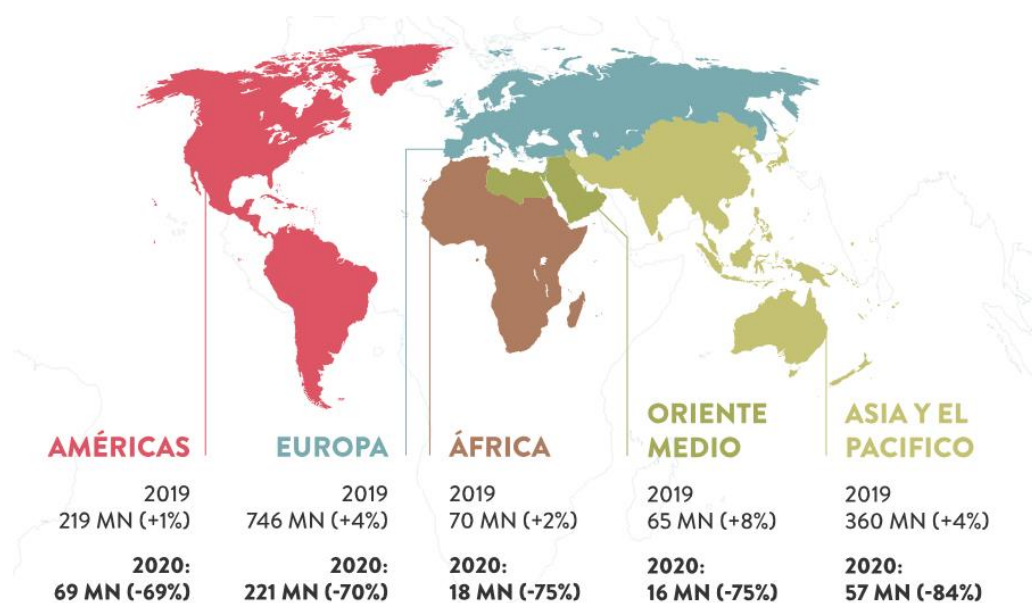 AMÉRICAS
2019
219 MN (+1%)
2020:
69 MN (-69%)
EUROPA
2019
746 MN (+4%)
2020:
221 MN (-70%)
ÁFRICA
2019
70 MN (+2%)
2020:
18 MN (-75%)
ORIENTE
MEDIO
2019
65 MN (+8%)
2020:
16 MN (-75%)
ASIA Y EL
PACIFICO
2019
360 MN (+4%)
2020:
57 MN (-84%)